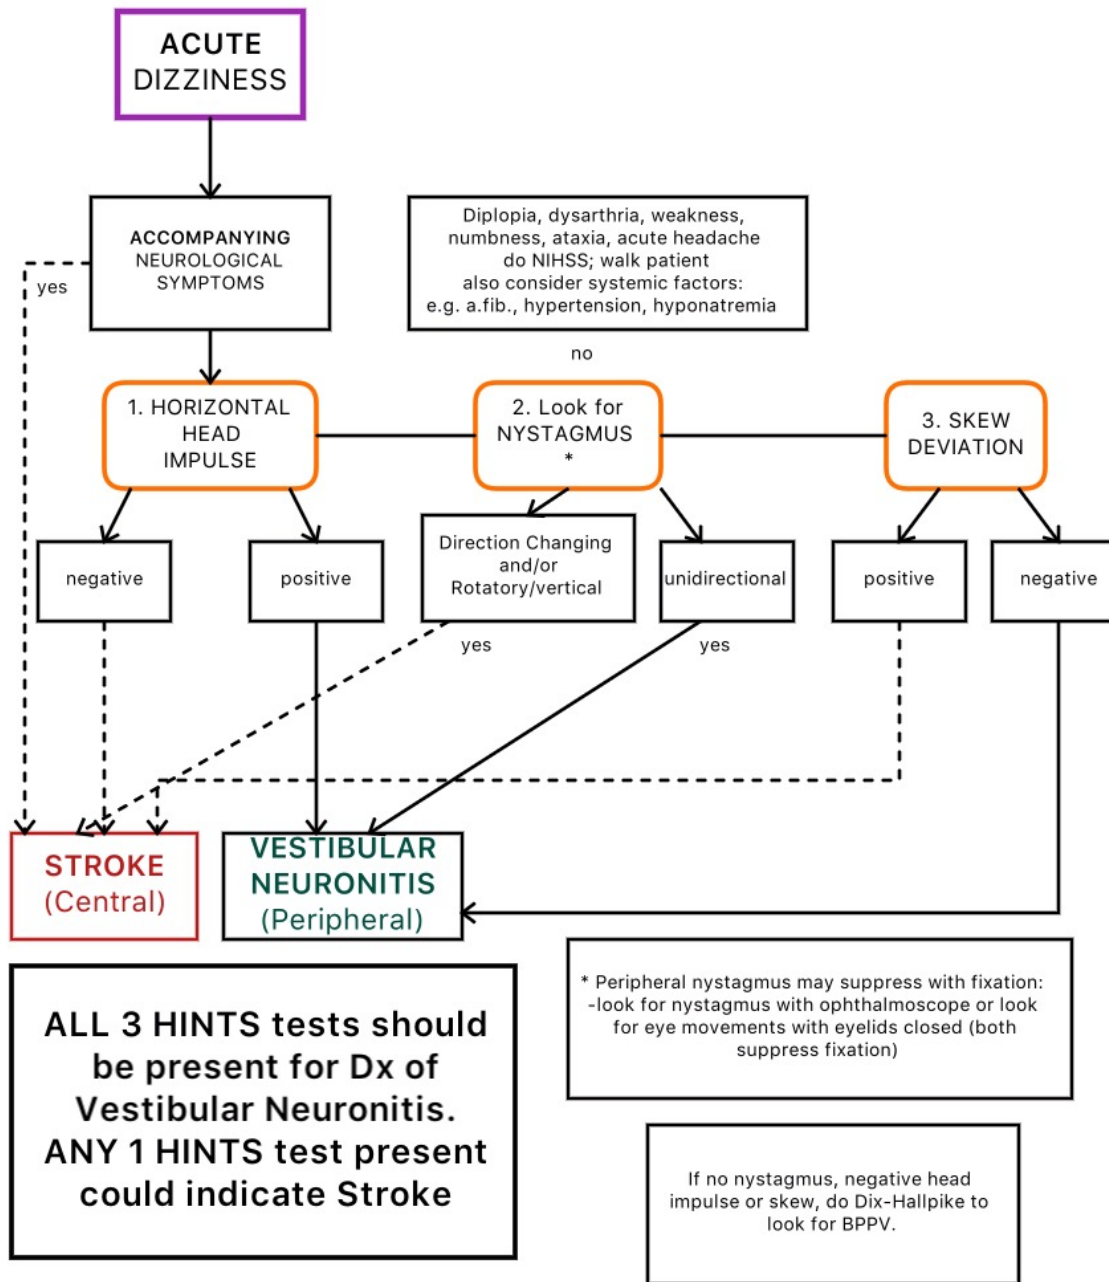 ACUTE
DIZZINESS
ACCOMPANYING
NEUROLOGICAL
SYMPTOMS
yes
Diplopia, dysarthria, weakness,
numbness, ataxia, acute headache
do NIHSS; walk patient
also consider systemic factors:
e.g. a.fib., hypertension, hyponatremia
no
1. HORIZONTAL
HEAD
IMPULSE
2. Look for
NYSTAGMUS
*
3. SKEW
DEVIATION
negative
positive
Direction Changing
and/or
Rotatory/vertical
unidirectional
positive
negative
yes
yes
STROKE
(Central)
VESTIBULAR
NEURONITIS
(Peripheral)
ALL 3 HINTS tests should
be present for Dx of
Vestibular Neuronitis.
ANY 1 HINTS test present
could indicate Stroke
* Peripheral nystagmus may suppress with fixation:
-look for nystagmus with ophthalmoscope or look
for eye movements with eyelids closed (both
suppress fixation)
If no nystagmus, negative head
impulse or skew, do Dix-Hallpike to
look for BPPV.